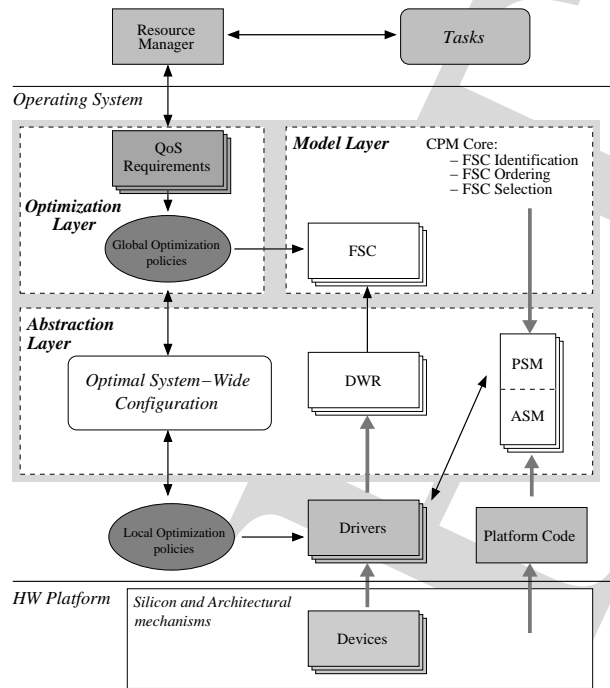 Resource
Manager
Tasks
Operating System
QoS
Requirements
Model Layer
CPM Core:
– FSC Identification
– FSC Ordering
– FSC Selection
Optimization
Layer
Global Optimization
policies
FSC
Abstraction
Layer
Optimal System–Wide
Configuration
DWR
PSM
ASM
Local Optimization
policies
Drivers
Platform Code
HW Platform
Silicon and Architectural
mechanisms
Devices